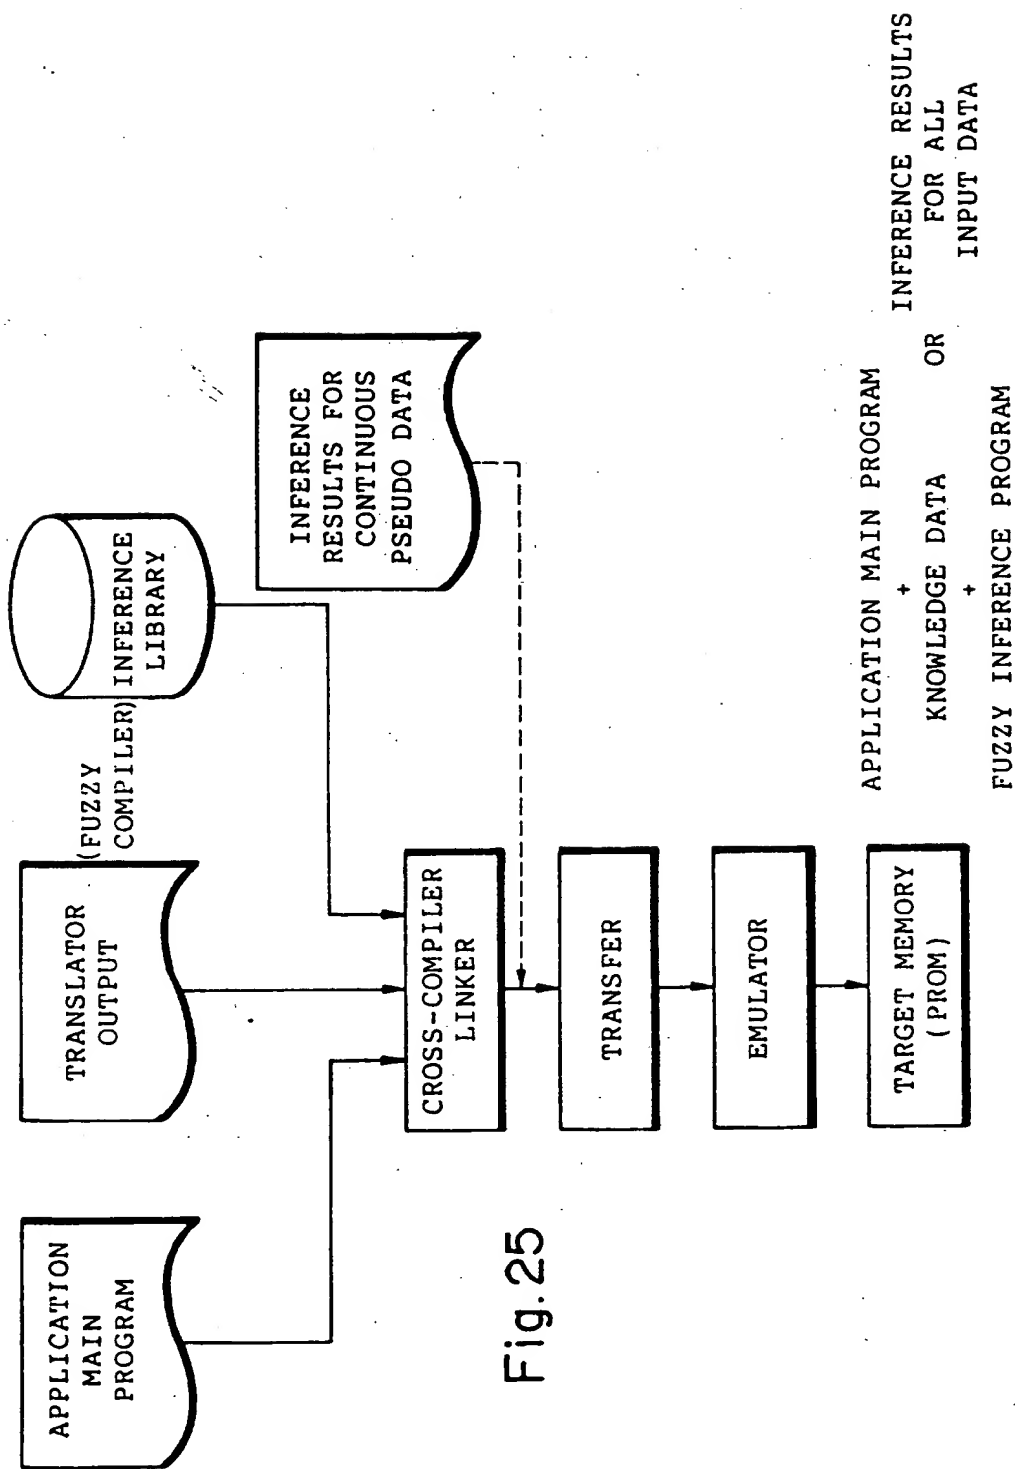 APPLICATION
MAIN
PROGRAM
TRANSLATOR
OUTPUT
(FUZZY
COMPILER)
INFERENCE
LIBRARY
INFERENCE
RESULTS FOR
CONTINUOUS
PSEUDO DATA
CROSS-COMPILER
LINKER
TRANSFER
EMULATOR
TARGET MEMORY
(PROM)
APPLICATION MAIN PROGRAM
+
KNOWLEDGE DATA
+
FUZZY INFERENCE PROGRAM
OR
INFERENCE RESULTS
FOR ALL
INPUT DATA
Fig.25